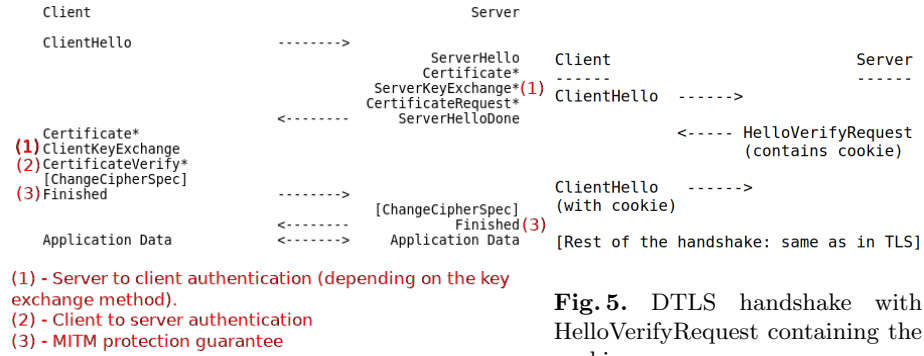 Client Server
ClientHello -------->
ServerHello
Certificate*
ServerKeyExchange* (1)
CertificateRequest*
<-------- ServerHelloDone
Certificate*
(1) ClientKeyExchange
(2) CertificateVerify*
[ChangeCipherSpec]
(3) Finished -------->
[ChangeCipherSpec]
<-------- Finished (3)
Application Data <-------> Application Data
(1) - Server to client authentication (depending on the key
exchange method).
(2) - Client to server authentication
(3) - MITM protection guarantee
Client Server
------ ------
ClientHello ------>
<----- HelloVerifyRequest
(contains cookie)
ClientHello ------>
(with cookie)
[Rest of the handshake: same as in TLS]
Fig. 5. DTLS handshake with
HelloVerifyRequest containing the